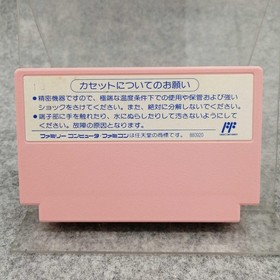 カセットについてのお願い
●精密機器ですので、極端な温度条件下での使用や保管および強い
ショックをさけてください。また、絶対に分解しないでください。
●端子部に手を触れたり、水にぬらしたりして汚さないようにして
ください。故障の原因となります。
ファミリーコンピュータ・ファミコンは任天堂の商標です。